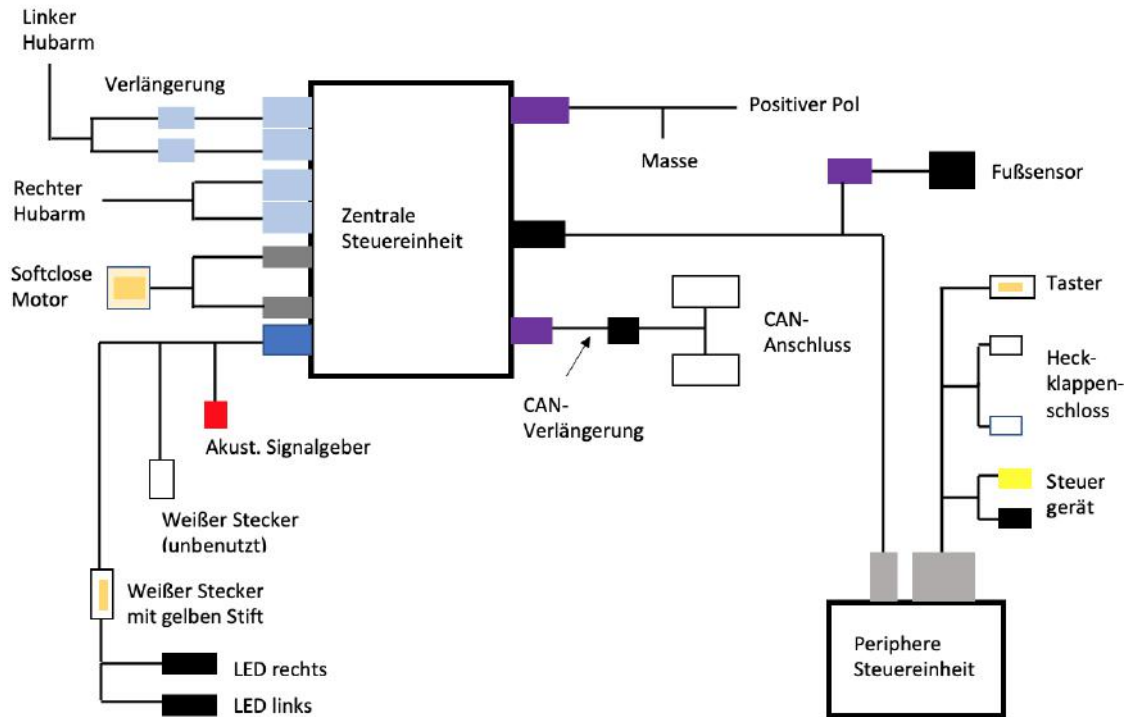 Linker
Hubarm
Verlängerung
Positiver Pol
Masse
Fußsensor
Rechter
Hubarm
Zentrale
Steuereinheit
Softclose
Motor
Taster
CAN-
Anschluss
Heck-
klappen-
schloss
CAN-
Verlängerung
Akust. Signalgeber
Steuer
gerät
Weißer Stecker
(unbenutzt)
Weißer Stecker
mit gelben Stift
Periphere
Steuereinheit
LED rechts
LED links